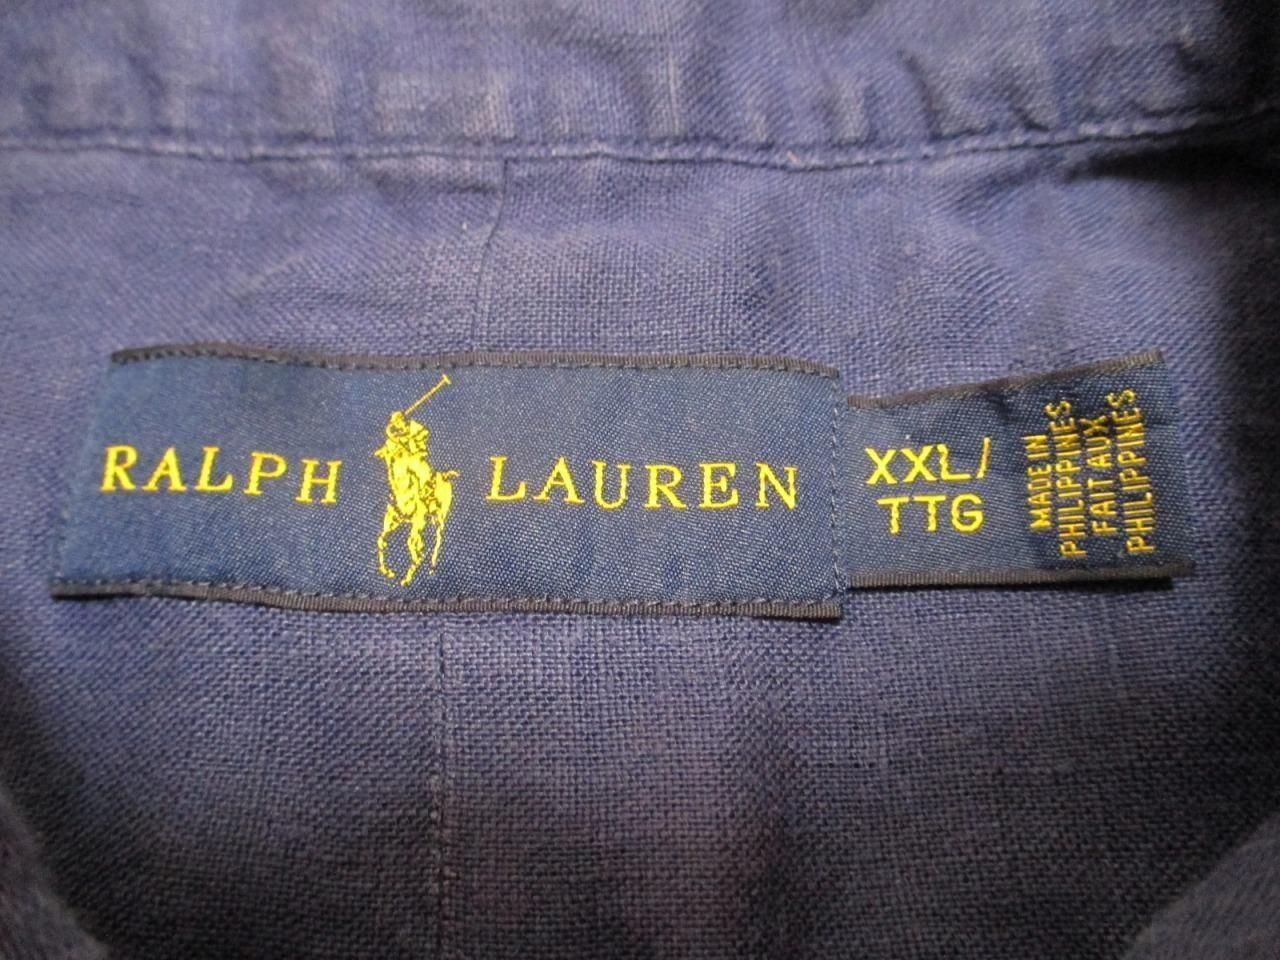 RALPH LAUREN
XXL/
TTG
MADE IN
PHILIPPINES
FAIT AUX
PHILIPPINES